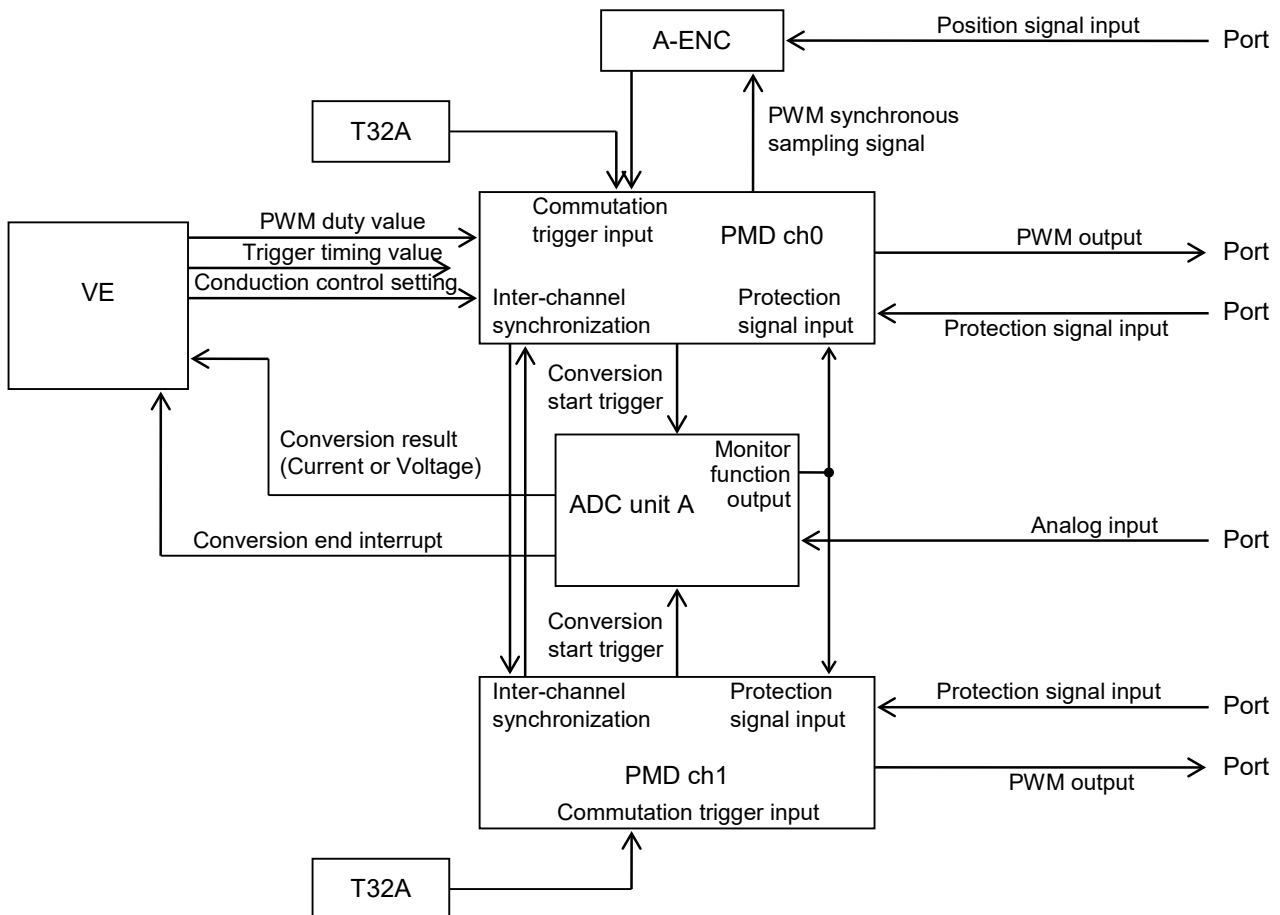 A-ENC
Position signal input
Port
T32A
PWM synchronous
sampling signal
PWM duty value
Trigger timing value
Conduction control setting
VE
Commutation
trigger input
PMD ch0
PWM output
Port
Inter-channel
synchronization
Protection
signal input
Protection signal input
Port
Conversion
start trigger
Conversion result
(Current or Voltage)
Monitor
function
output
ADC unit A
Analog input
Port
Conversion end interrupt
Conversion
start trigger
Inter-channel
synchronization
Protection
signal input
Protection signal input
Port
PMD ch1
PWM output
Port
Commutation trigger input
T32A